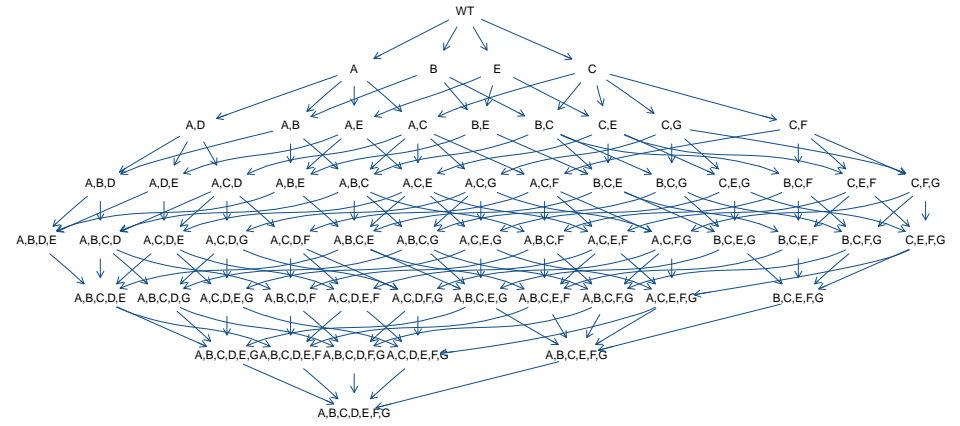 WT
A B E C
A,D A,B A,E A,C B,E B,C C,E C,G C,F
A,B,D A,D,E A,C,D A,B,E A,B,C A,C,E A,C,G A,C,F B,C,E B,C,G C,E,G B,C,F C,E,F C,F,G
A,B,D,E A,B,C,D A,C,D,E A,C,D,G A,C,D,F A,B,C,E A,B,C,G A,C,E,G A,B,C,F A,C,E,F A,C,F,G B,C,E,G B,C,E,F B,C,F,G C,E,F,G
A,B,C,D,E A,B,C,D,G A,C,D,E,G A,B,C,D,F A,C,D,E,F A,C,D,F,G A,B,C,E,G A,B,C,E,F A,B,C,F,G A,C,E,F,G B,C,E,F,G
A,B,C,D,E,G A,B,C,D,E,F A,B,C,D,F,G A,C,D,E,F,G A,B,C,E,F,G
A,B,C,D,E,F,G